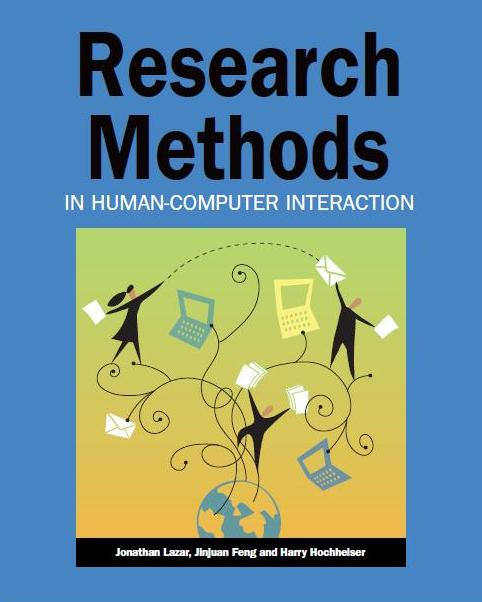 Research
Methods
IN HUMAN-COMPUTER INTERACTION
Jonathan Lazar, Jinjuan Feng and Harry Hochheiser